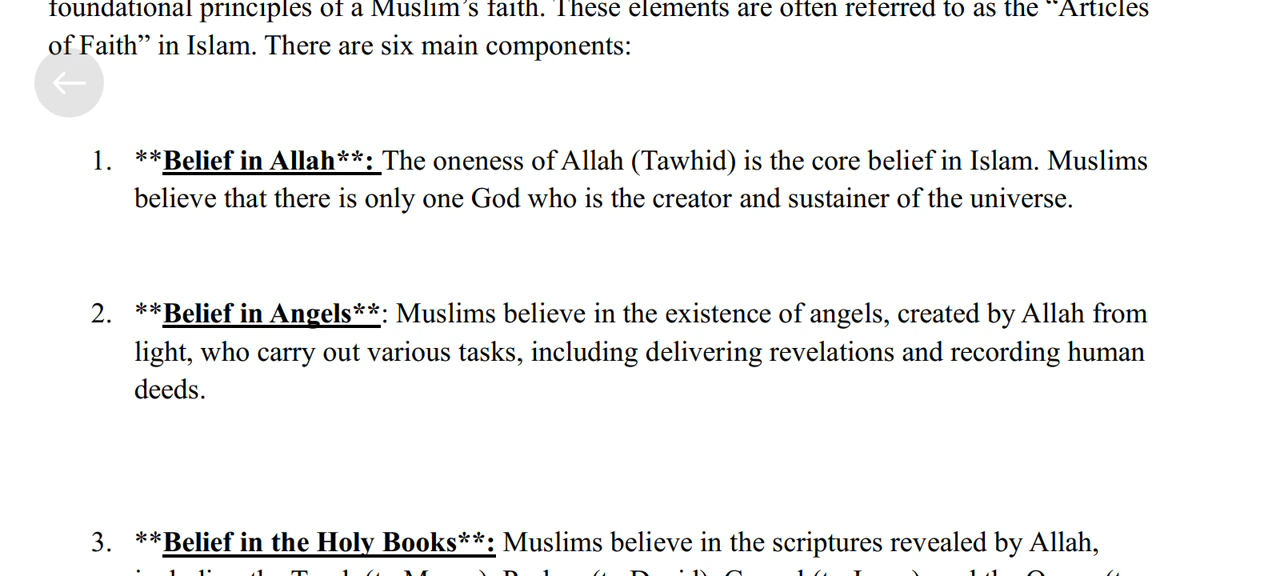 foundational principles of a Muslim’s faith. These elements are often referred to as the “Articles
of Faith” in Islam. There are six main components:
1. **Belief in Allah**: The oneness of Allah (Tawhid) is the core belief in Islam. Muslims
believe that there is only one God who is the creator and sustainer of the universe.
2. **Belief in Angels**: Muslims believe in the existence of angels, created by Allah from
light, who carry out various tasks, including delivering revelations and recording human
deeds.
3. **Belief in the Holy Books**: Muslims believe in the scriptures revealed by Allah,